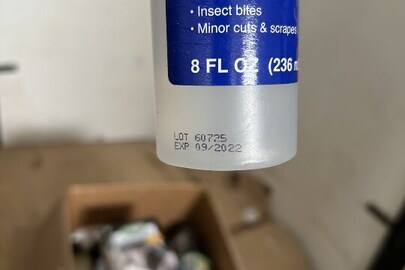 • Insect bites
• Minor cuts & scrapes
8 FL OZ (236 m
LOT 60725
EXP 09/2022